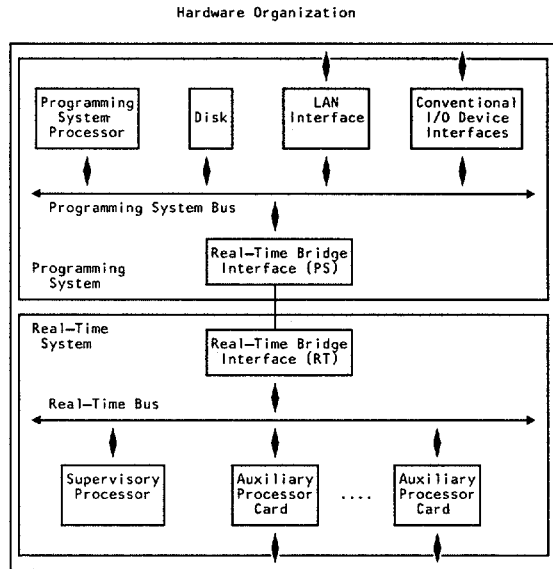 Hardware Organization
Programming
System
Processor
Disk
LAN
Interface
Conventional
I/O Device
Interfaces
Programming System Bus
Real-Time Bridge
Interface (PS)
Programming
System
Real-Time
System
Real-Time Bridge
Interface (RT)
Real-Time Bus
Supervisory
Processor
Auxiliary
Processor
Card
....
Auxiliary
Processor
Card